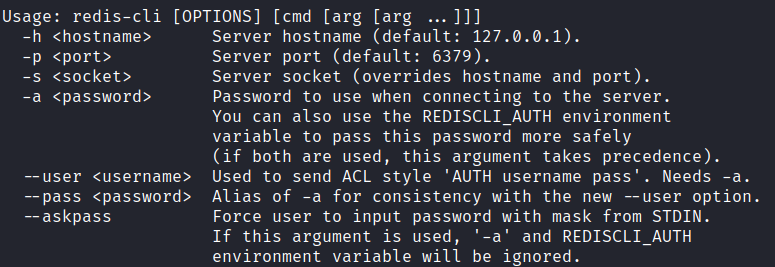 Usage: redis-cli [OPTIONS] [cmd [arg [arg ...]]]
  -h <hostname>      Server hostname (default: 127.0.0.1).
  -p <port>          Server port (default: 6379).
  -s <socket>        Server socket (overrides hostname and port).
  -a <password>      Password to use when connecting to the server.
                     You can also use the REDISCLI_AUTH environment
                     variable to pass this password more safely
                     (if both are used, this argument takes precedence).
  --user <username>  Used to send ACL style 'AUTH username pass'. Needs -a.
  --pass <password>  Alias of -a for consistency with the new --user option.
  --askpass          Force user to input password with mask from STDIN.
                     If this argument is used, '-a' and REDISCLI_AUTH
                     environment variable will be ignored.